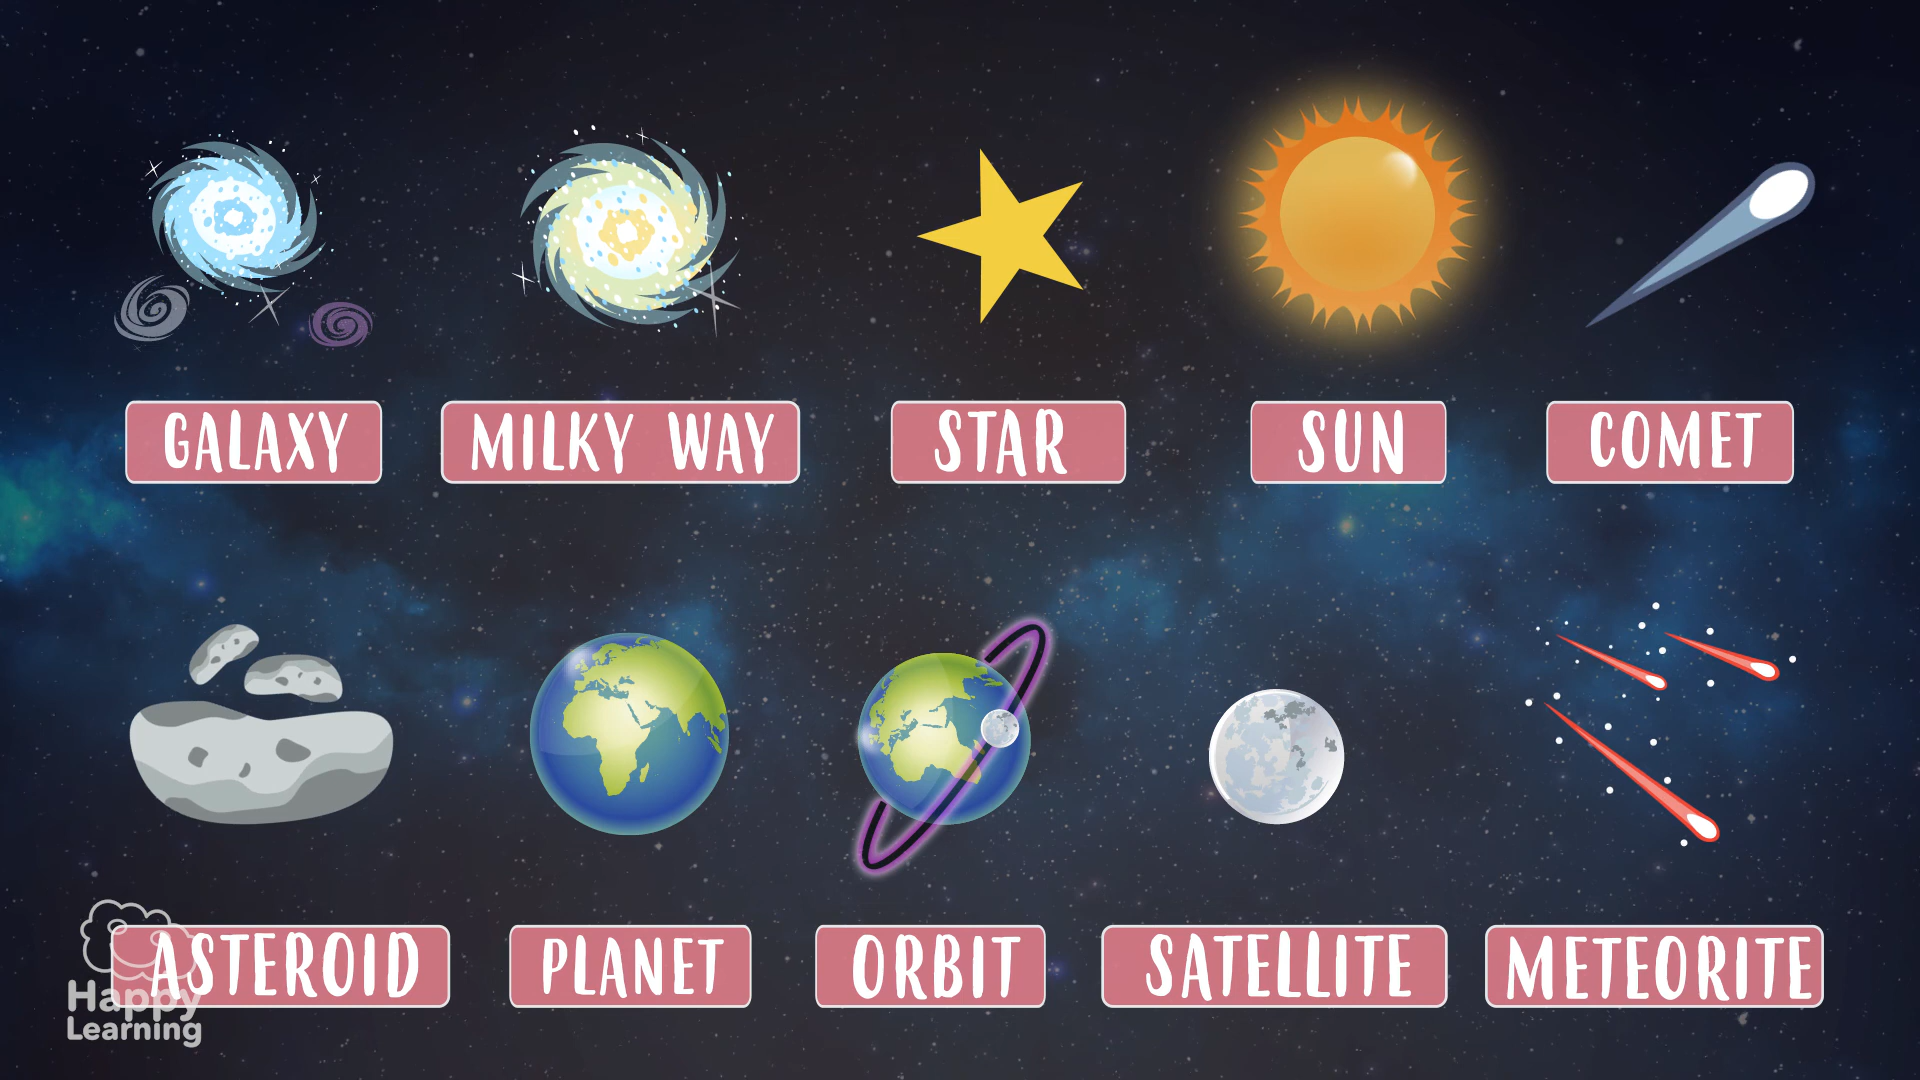 GALAXY
MILKY WAY
STAR
SUN
COMET
ASTEROID
PLANET
ORBIT
SATELLITE
METEORITE
Happy
Learning